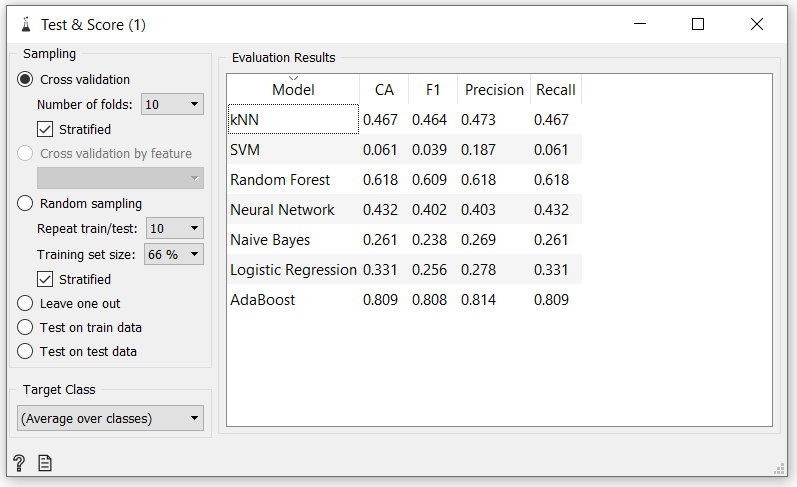 Test & Score (1)
Sampling
Cross validation
Number of folds: 10
Stratified
Cross validation by feature
Random sampling
Repeat train/test: 10
Training set size: 66 %
Stratified
Leave one out
Test on train data
Test on test data
Target Class
(Average over classes)
Evaluation Results
Model CA F1 Precision Recall
kNN 0.467 0.464 0.473 0.467
SVM 0.061 0.039 0.187 0.061
Random Forest 0.618 0.609 0.618 0.618
Neural Network 0.432 0.402 0.403 0.432
Naive Bayes 0.261 0.238 0.269 0.261
Logistic Regression 0.331 0.256 0.278 0.331
AdaBoost 0.809 0.808 0.814 0.809
?